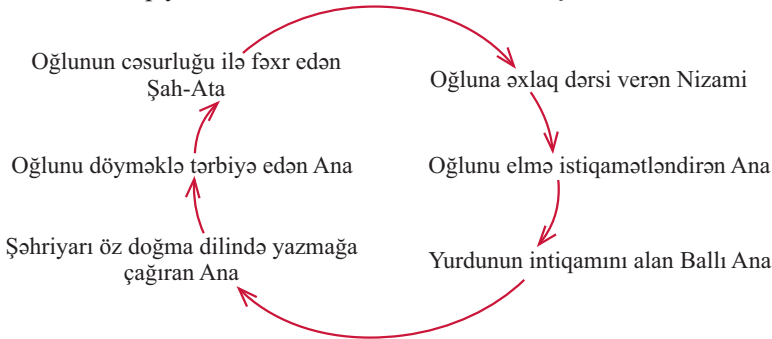 Oğlunun cəsurluğu ilə fəxr edən
Şah-Ata
Oğluna əxlaq dərsi verən Nizami
Oğlunu elmə istiqamətləndirən Ana
Yurdunun intiqamını alan Ballı Ana
Şəhriyarı öz doğma dilində yazmağa
çağıran Ana
Oğlunu döyməklə tərbiyə edən Ana